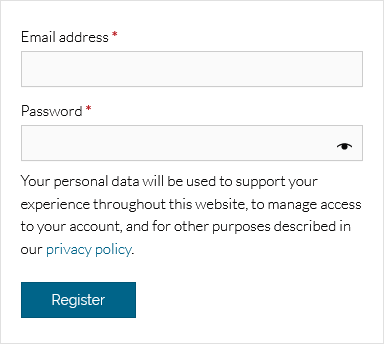 Email address *
Password *
Your personal data will be used to support your
experience throughout this website, to manage access
to your account, and for other purposes described in
our privacy policy.
Register